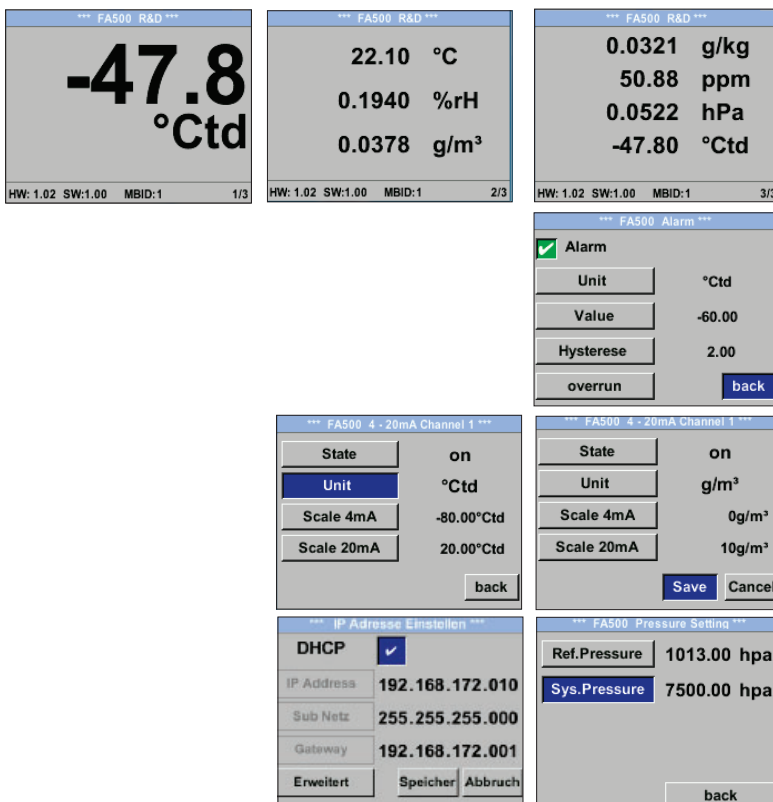 *** FA500 R&D ***
-47.8
°Ctd
HW: 1.02 SW:1.00 MBID:1 1/3
*** FA500 R&D ***
22.10 °C
0.1940 %rH
0.0378 g/m³
HW: 1.02 SW:1.00 MBID:1 2/3
*** FA500 R&D ***
0.0321 g/kg
50.88 ppm
0.0522 hPa
-47.80 °Ctd
HW: 1.02 SW:1.00 MBID:1 3/3
*** FA500 Alarm ***
Alarm
Unit °Ctd
Value -60.00
Hysterese 2.00
overrun back
*** FA500 4 - 20mA Channel 1 ***
State on
Unit °Ctd
Scale 4mA -80.00°Ctd
Scale 20mA 20.00°Ctd
back
*** FA500 4 - 20mA Channel 1 ***
State on
Unit g/m³
Scale 4mA 0g/m³
Scale 20mA 10g/m³
Save Cancel
*** IP Adresse Einstellen ***
DHCP
IP Address 192.168.172.010
Sub Netz 255.255.255.000
Gateway 192.168.172.001
Erweitert Speicher Abbruch
*** FA500 Pressure Setting ***
Ref.Pressure 1013.00 hpa
Sys.Pressure 7500.00 hpa
back